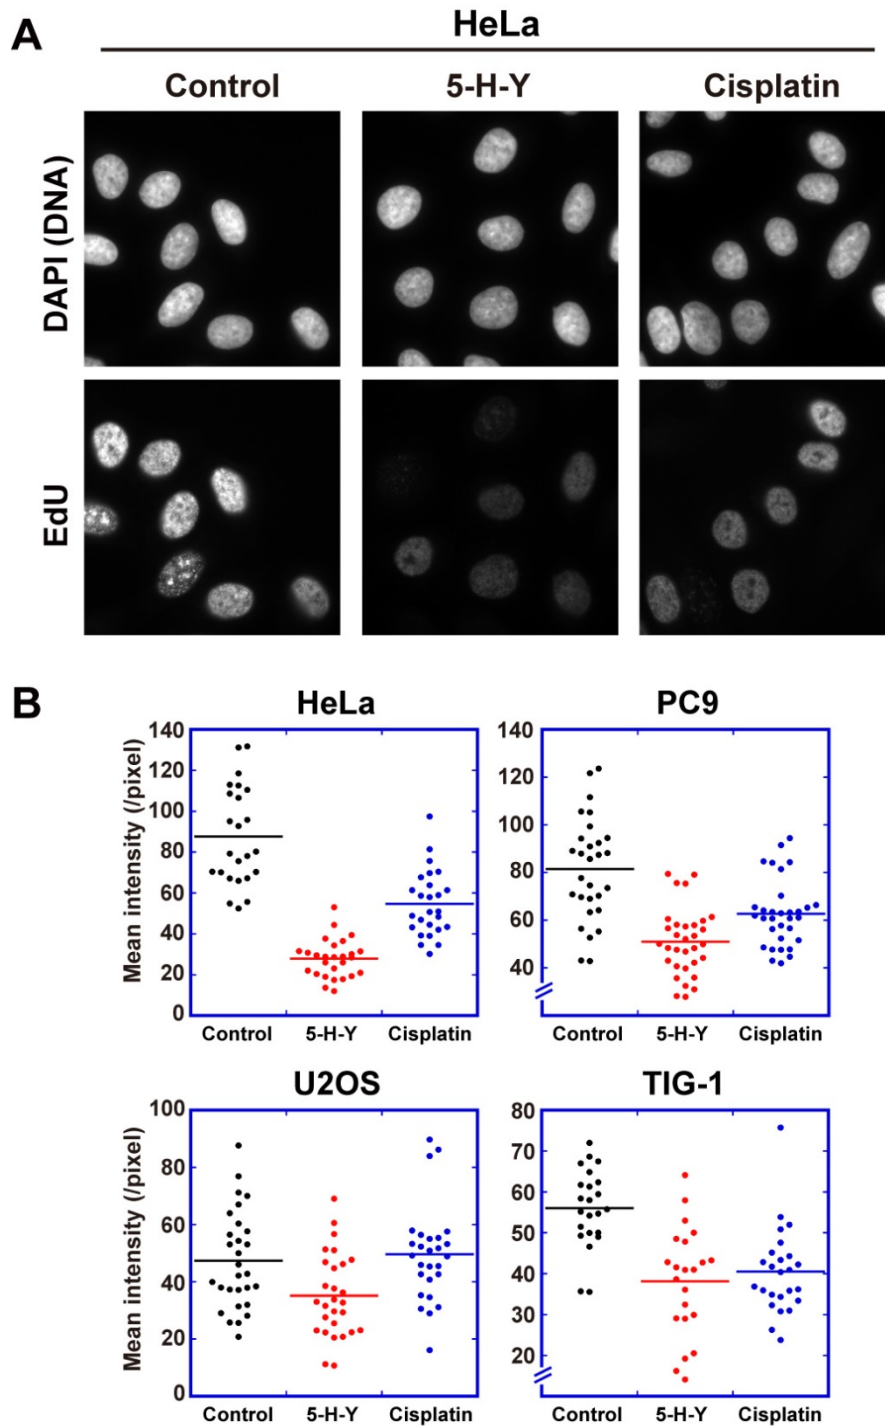 A
HeLa
Control 5-H-Y Cisplatin
DAPI (DNA)
EdU
B
HeLa
Mean intensity (/pixel)
140
120
100
80
60
40
20
0
Control 5-H-Y Cisplatin
PC9
140
120
100
80
60
40
Control 5-H-Y Cisplatin
U2OS
Mean intensity (/pixel)
100
80
60
40
20
0
Control 5-H-Y Cisplatin
TIG-1
80
70
60
50
40
30
20
Control 5-H-Y Cisplatin